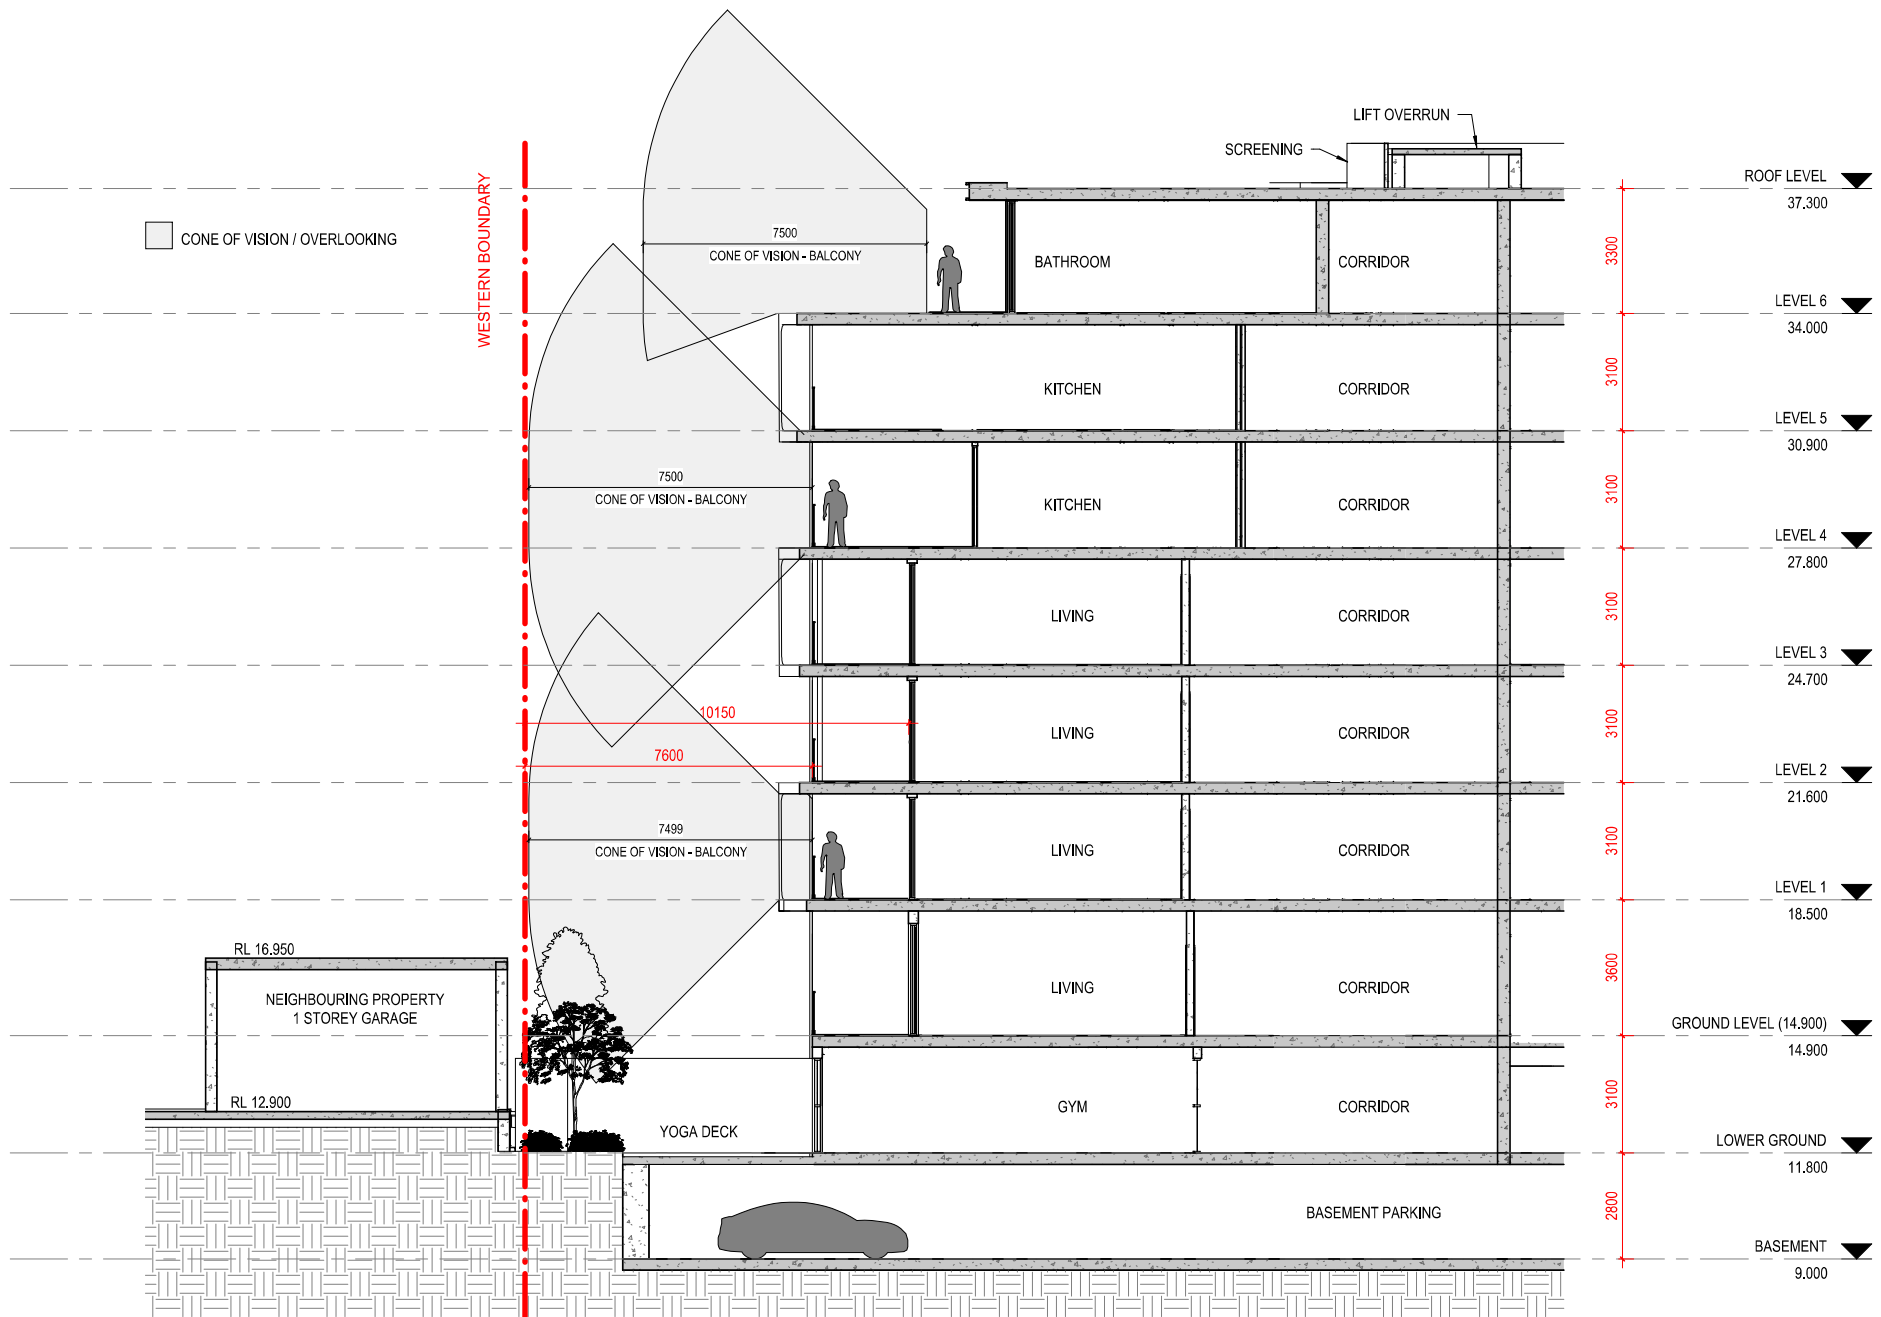 LIFT OVERRUN
SCREENING
ROOF LEVEL
37.300
WESTERN BOUNDARY
CONE OF VISION / OVERLOOKING
7500
CONE OF VISION - BALCONY
BATHROOM
CORRIDOR
3300
LEVEL 6
34.000
KITCHEN
CORRIDOR
3100
LEVEL 5
30.900
7500
CONE OF VISION - BALCONY
KITCHEN
CORRIDOR
3100
LEVEL 4
27.800
LIVING
CORRIDOR
3100
LEVEL 3
24.700
10150
7600
LIVING
CORRIDOR
3100
LEVEL 2
21.600
7499
CONE OF VISION - BALCONY
LIVING
CORRIDOR
3100
LEVEL 1
18.500
RL 16.950
NEIGHBOURING PROPERTY
1 STOREY GARAGE
LIVING
CORRIDOR
3600
GROUND LEVEL (14.900)
14.900
RL 12.900
YOGA DECK
GYM
CORRIDOR
3100
LOWER GROUND
11.800
BASEMENT PARKING
2800
BASEMENT
9.000